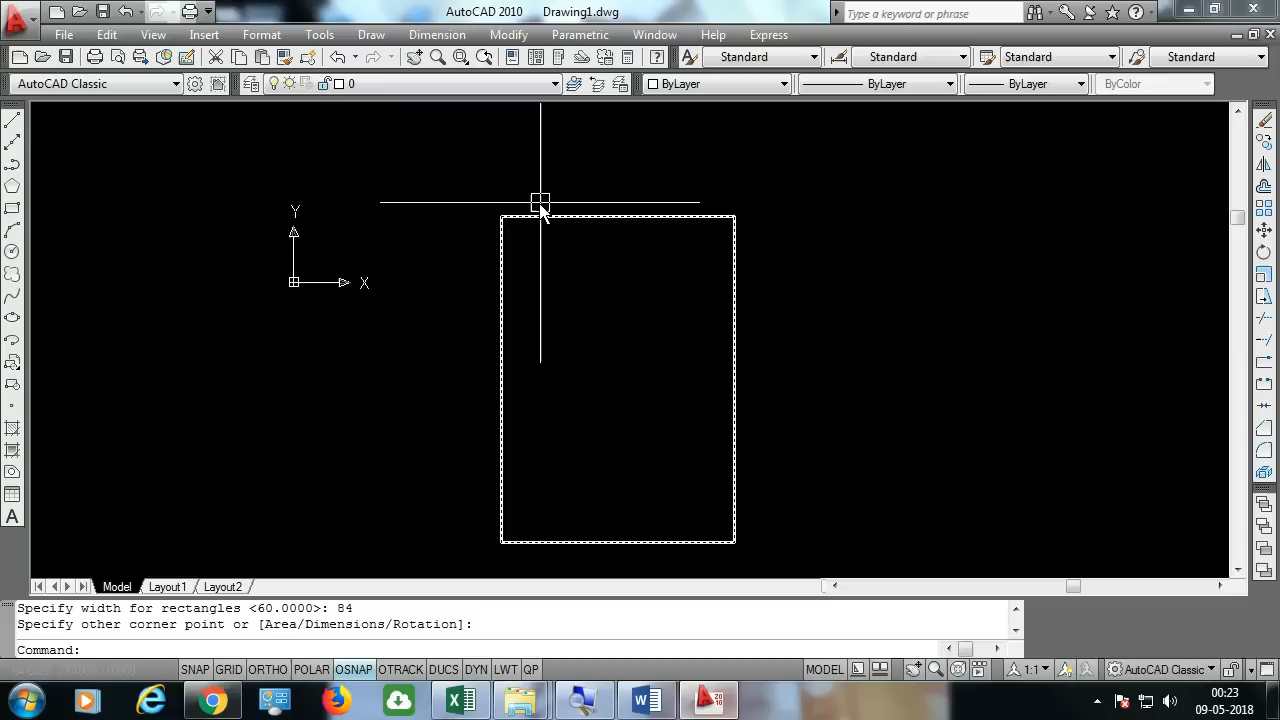 AutoCAD 2010 Drawing1.dwg Type a keyword or phrase
File Edit View Insert Format Tools Draw Dimension Modify Parametric Window Help Express
Standard Standard Standard Standard
AutoCAD Classic 0 ByLayer ByLayer ByLayer ByColor
Y
X
A
Model Layout1 Layout2
Specify width for rectangles <60.0000>: 84
Specify other corner point or [Area/Dimensions/Rotation]:
Command:
SNAP GRID ORTHO POLAR OSNAP OTRACK DUCS DYN LWT QP MODEL 1:1 AutoCAD Classic
00:23
09-05-2018